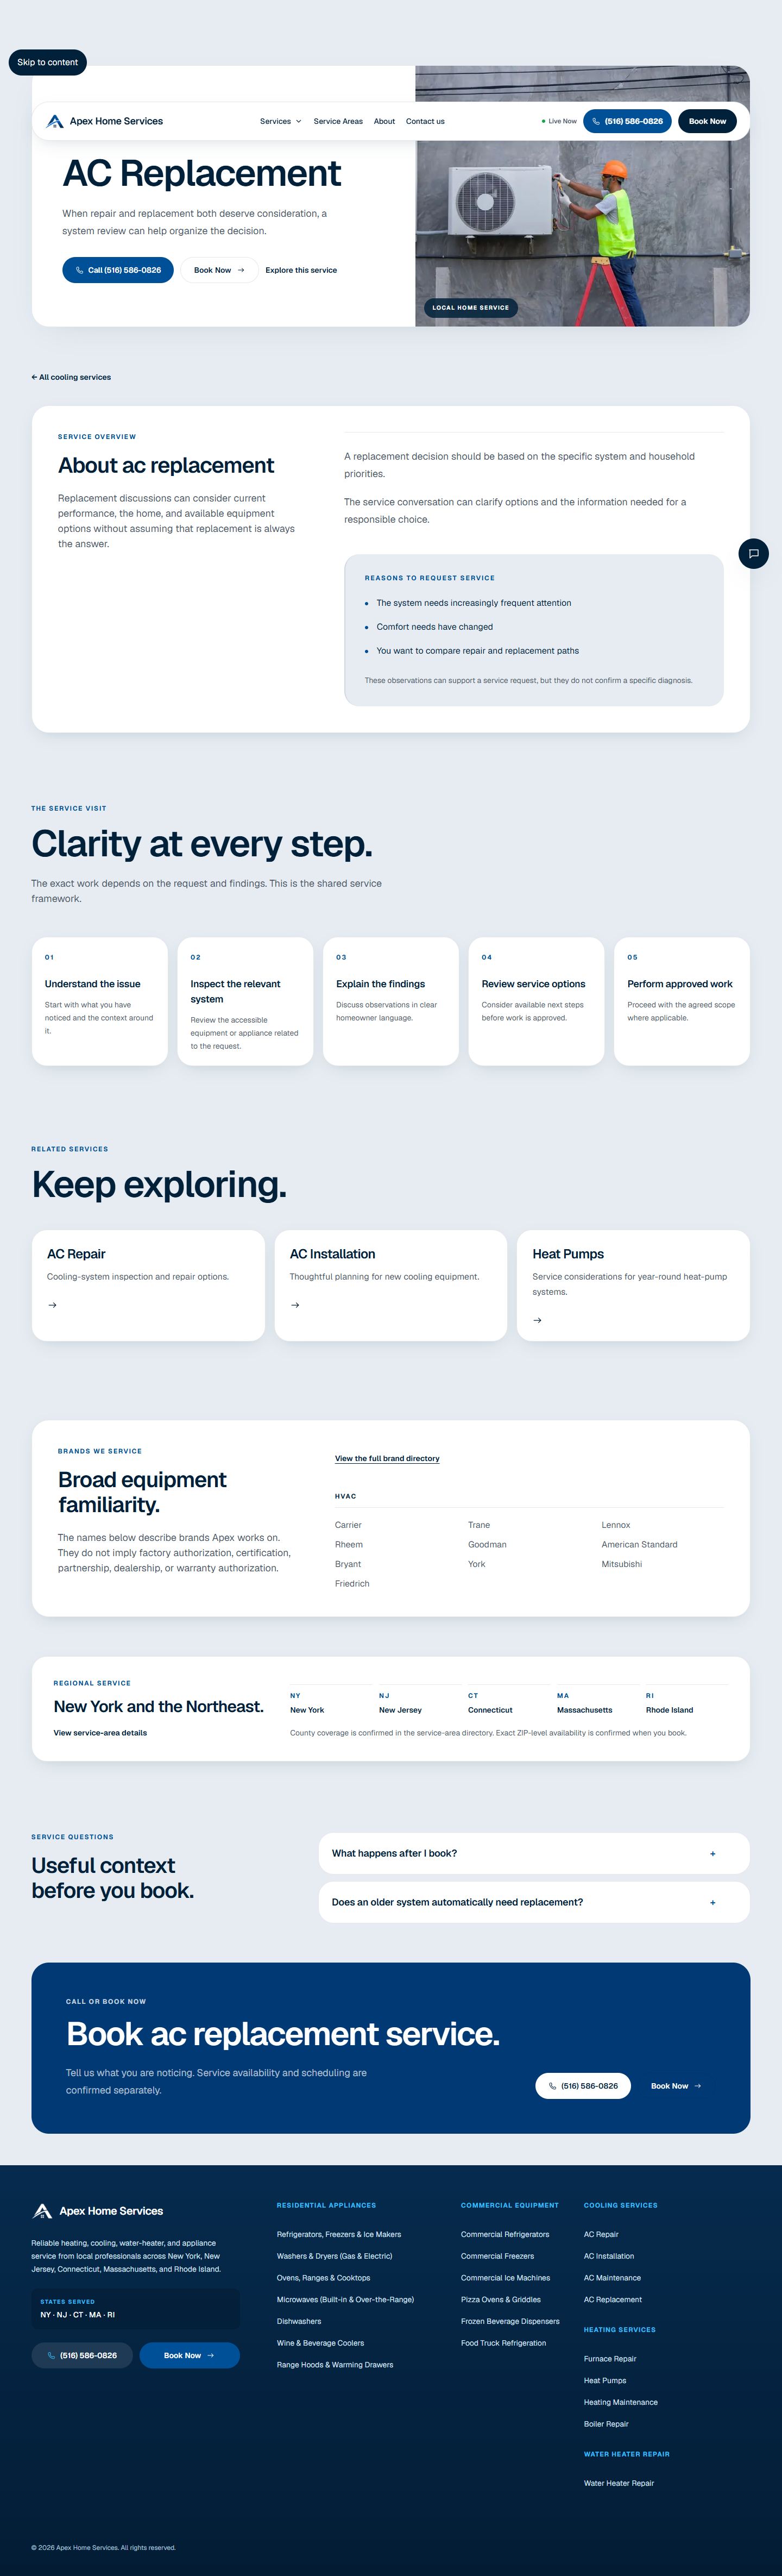 Skip to content
Apex Home Services
Services
Service Areas
About
Contact us
Live Now
(516) 586-0826
Book Now
AC Replacement
When repair and replacement both deserve consideration, a
system review can help organize the decision.
Call (516) 586-0826
Book Now →
Explore this service
LOCAL HOME SERVICE
← All cooling services
SERVICE OVERVIEW
About ac replacement
Replacement discussions can consider current
performance, the home, and available equipment
options without assuming that replacement is always
the answer.
A replacement decision should be based on the specific system and household
priorities.
The service conversation can clarify options and the information needed for a
responsible choice.
REASONS TO REQUEST SERVICE
The system needs increasingly frequent attention
Comfort needs have changed
You want to compare repair and replacement paths
These observations can support a service request, but they do not confirm a specific diagnosis.
THE SERVICE VISIT
Clarity at every step.
The exact work depends on the request and findings. This is the shared service
framework.
01
Understand the issue
Start with what you have
noticed and the context around
it.
02
Inspect the relevant
system
Review the accessible
equipment or appliance related
to the request.
03
Explain the findings
Discuss observations in clear
homeowner language.
04
Review service options
Consider available next steps
before work is approved.
05
Perform approved work
Proceed with the agreed scope
where applicable.
RELATED SERVICES
Keep exploring.
AC Repair
Cooling-system inspection and repair options.
→
AC Installation
Thoughtful planning for new cooling equipment.
→
Heat Pumps
Service considerations for year-round heat-pump
systems.
→
BRANDS WE SERVICE
Broad equipment
familiarity.
The names below describe brands Apex works on.
They do not imply factory authorization, certification,
partnership, dealership, or warranty authorization.
View the full brand directory
HVAC
Carrier
Trane
Lennox
Rheem
Goodman
American Standard
Bryant
York
Mitsubishi
Friedrich
REGIONAL SERVICE
New York and the Northeast.
View service-area details
NY
New York
NJ
New Jersey
CT
Connecticut
MA
Massachusetts
RI
Rhode Island
County coverage is confirmed in the service-area directory. Exact ZIP-level availability is confirmed when you book.
SERVICE QUESTIONS
Useful context
before you book.
What happens after I book?
+
Does an older system automatically need replacement?
+
CALL OR BOOK NOW
Book ac replacement service.
Tell us what you are noticing. Service availability and scheduling are
confirmed separately.
(516) 586-0826
Book Now →
Apex Home Services
Reliable heating, cooling, water-heater, and appliance
service from local professionals across New York, New
Jersey, Connecticut, Massachusetts, and Rhode Island.
STATES SERVED
NY · NJ · CT · MA · RI
(516) 586-0826
Book Now →
RESIDENTIAL APPLIANCES
Refrigerators, Freezers & Ice Makers
Washers & Dryers (Gas & Electric)
Ovens, Ranges & Cooktops
Microwaves (Built-in & Over-the-Range)
Dishwashers
Wine & Beverage Coolers
Range Hoods & Warming Drawers
COMMERCIAL EQUIPMENT
Commercial Refrigerators
Commercial Freezers
Commercial Ice Machines
Pizza Ovens & Griddles
Frozen Beverage Dispensers
Food Truck Refrigeration
COOLING SERVICES
AC Repair
AC Installation
AC Maintenance
AC Replacement
HEATING SERVICES
Furnace Repair
Heat Pumps
Heating Maintenance
Boiler Repair
WATER HEATER REPAIR
Water Heater Repair
© 2026 Apex Home Services. All rights reserved.